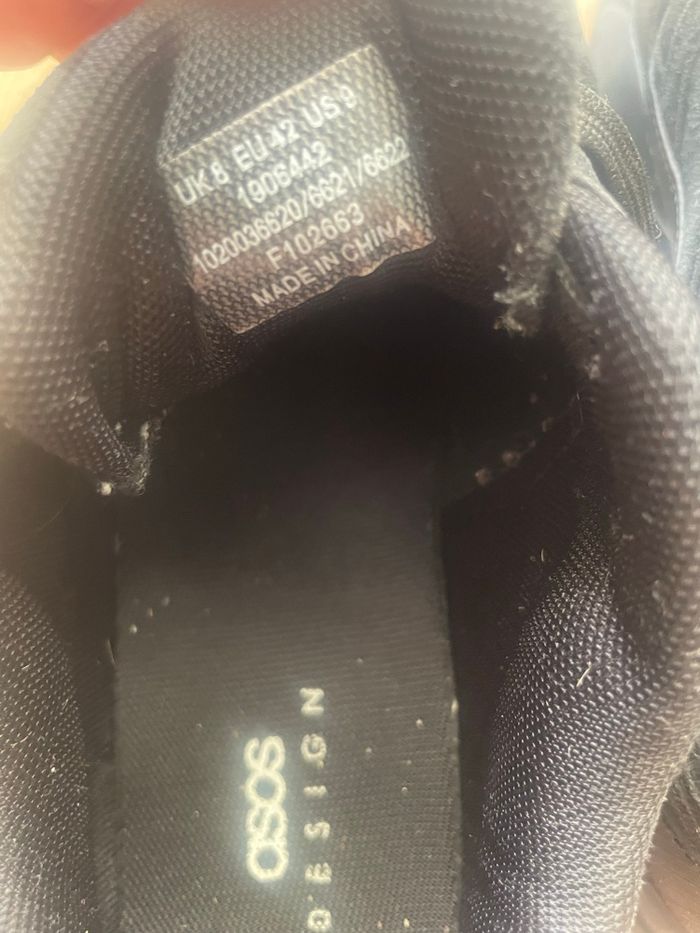 UK 8 EU 42 US 9
1906442
1020036620/6621/6622
F102663
MADE IN CHINA
asos
DESIGN